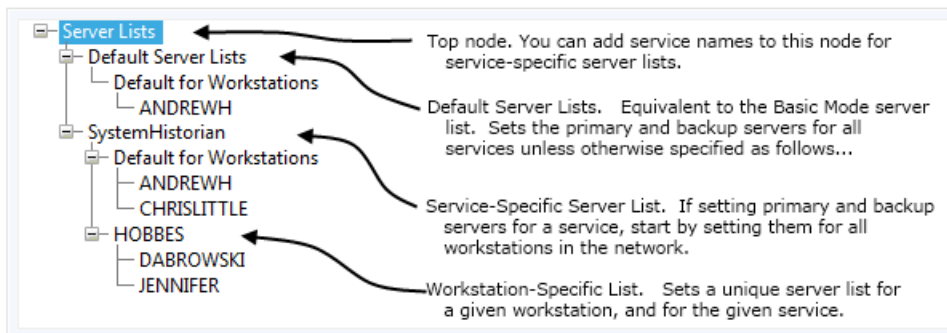 Server Lists
Default Server Lists
Default for Workstations
ANDREWH
SystemHistorian
Default for Workstations
ANDREWH
CHRISLITTLE
HOBBES
DABROWSKI
JENNIFER
Top node. You can add service names to this node for
service-specific server lists.
Default Server Lists. Equivalent to the Basic Mode server
list. Sets the primary and backup servers for all
services unless otherwise specified as follows...
Service-Specific Server List. If setting primary and backup
servers for a service, start by setting them for all
workstations in the network.
Workstation-Specific List. Sets a unique server list for
a given workstation, and for the given service.